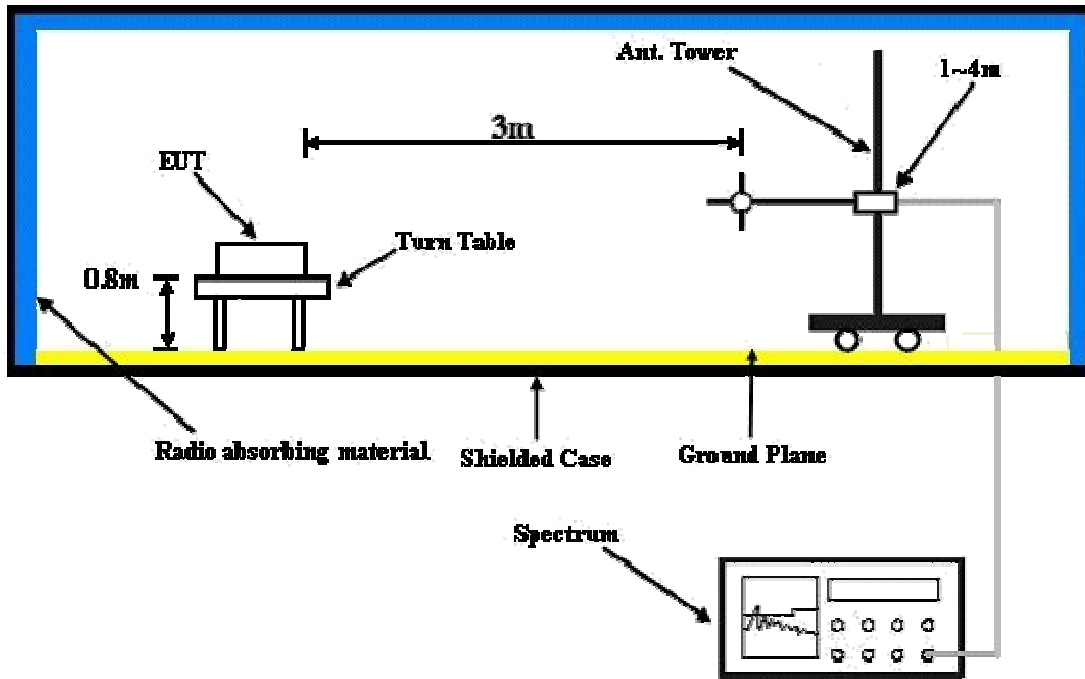 Ant. Tower
1~4m
3m
EUT
Turn Table
0.8m
Radio absorbing material
Shielded Case
Ground Plane
Spectrum